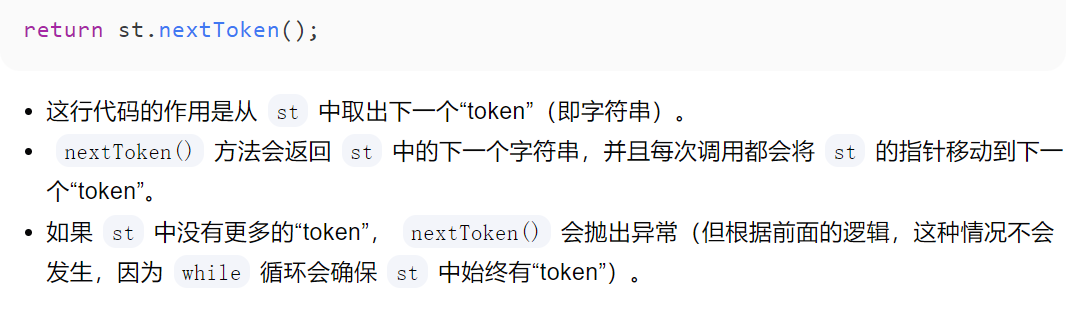 return st.nextToken();
• 这行代码的作用是从 st 中取出下一个“token”（即字符串）。
• nextToken() 方法会返回 st 中的下一个字符串，并且每次调用都会将 st 的指针移动到下一
个“token”。
• 如果 st 中没有更多的“token”， nextToken() 会抛出异常（但根据前面的逻辑，这种情况不会
发生，因为 while 循环会确保 st 中始终有“token”）。